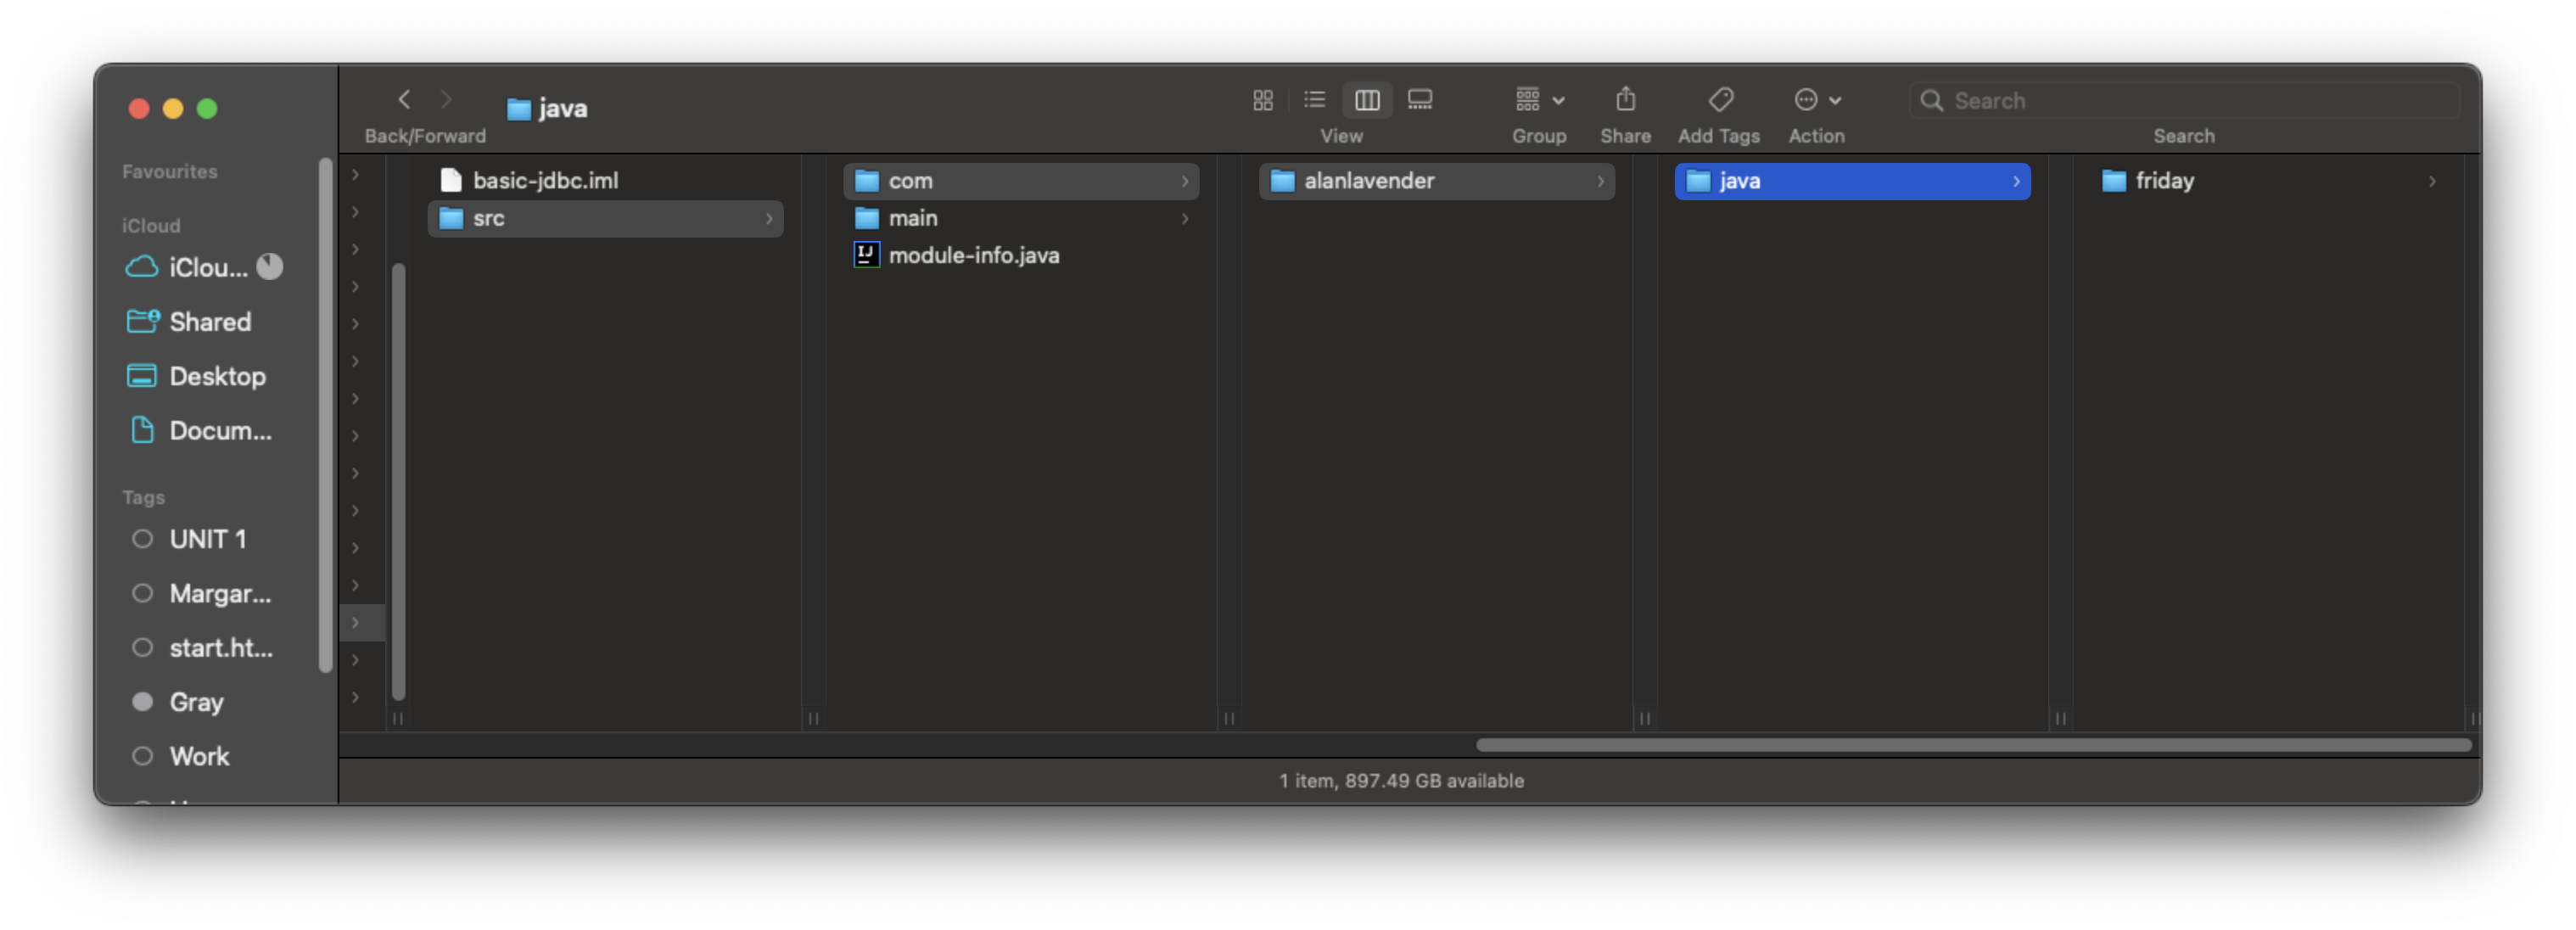 java
Back/Forward
View
Group
Share
Add Tags
Action
Search
Search
Favourites
iCloud
iClou...
Shared
Desktop
Docum...
Tags
UNIT 1
Margar...
start.ht...
Gray
Work
basic-jdbc.iml
src
com
main
IJ module-info.java
alanlavender
java
friday
1 item, 897.49 GB available